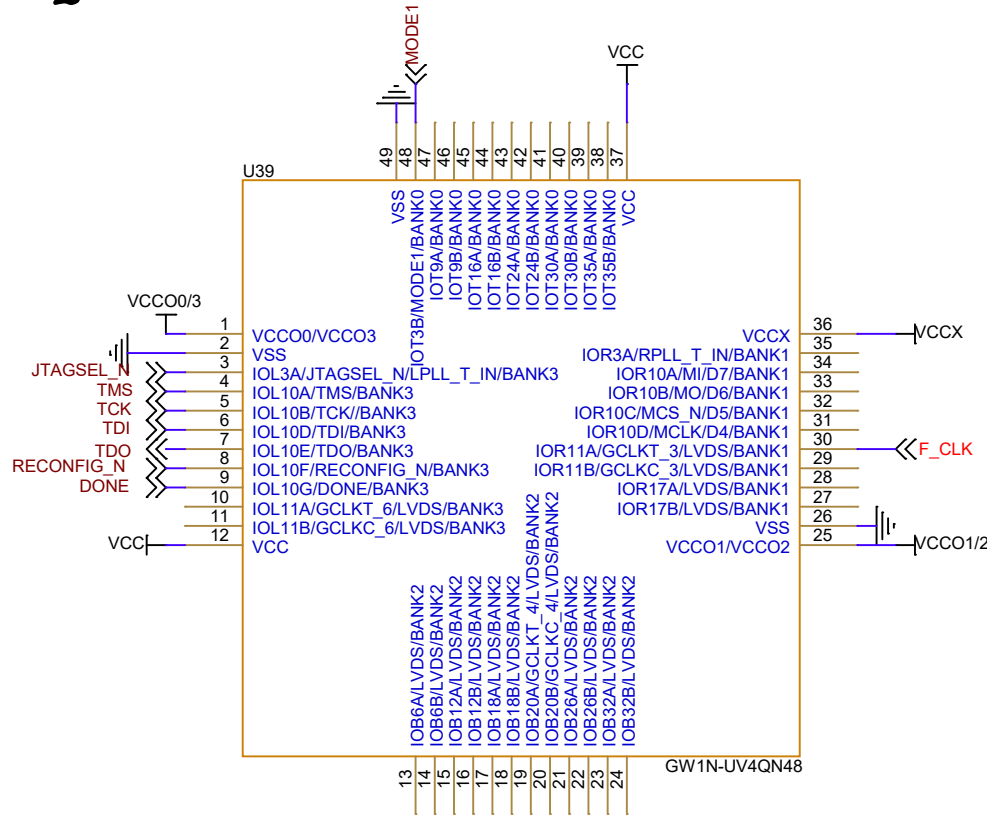 MODE1
VCC
49
48
47
46
45
44
43
42
41
40
39
38
37
U39
VSS
IOT3B/MODE1/BANK0
IOT9A/BANK0
IOT9B/BANK0
IOT16A/BANK0
IOT16B/BANK0
IOT24A/BANK0
IOT24B/BANK0
IOT30A/BANK0
IOT30B/BANK0
IOT35A/BANK0
IOT35B/BANK0
VCC
VCCO0/3
1 VCCO0/VCCO3
2 VSS
JTAGSEL_N 3 IOL3A/JTAGSEL_N/LPLL_T_IN/BANK3
TMS 4 IOL10A/TMS/BANK3
TCK 5 IOL10B/TCK//BANK3
TDI 6 IOL10D/TDI/BANK3
TDO 7 IOL10E/TDO/BANK3
RECONFIG_N 8 IOL10F/RECONFIG_N/BANK3
DONE 9 IOL10G/DONE/BANK3
10 IOL11A/GCLKT_6/LVDS/BANK3
11 IOL11B/GCLKC_6/LVDS/BANK3
VCC 12 VCC
VCCX 36 VCCX
IOR3A/RPLL_T_IN/BANK1 35
IOR10A/MI/D7/BANK1 34
IOR10B/MO/D6/BANK1 33
IOR10C/MCS_N/D5/BANK1 32
IOR10D/MCLK/D4/BANK1 31
IOR11A/GCLKT_3/LVDS/BANK1 30 F_CLK
IOR11B/GCLKC_3/LVDS/BANK1 29
IOR17A/LVDS/BANK1 28
IOR17B/LVDS/BANK1 27
VSS 26
VCCO1/VCCO2 25 VCCO1/2
IOB6A/LVDS/BANK2
IOB6B/LVDS/BANK2
IOB12A/LVDS/BANK2
IOB12B/LVDS/BANK2
IOB18A/LVDS/BANK2
IOB18B/LVDS/BANK2
IOB20A/GCLKT_4/LVDS/BANK2
IOB20B/GCLKC_4/LVDS/BANK2
IOB26A/LVDS/BANK2
IOB26B/LVDS/BANK2
IOB32A/LVDS/BANK2
IOB32B/LVDS/BANK2
GW1N-UV4QN48
13
14
15
16
17
18
19
20
21
22
23
24